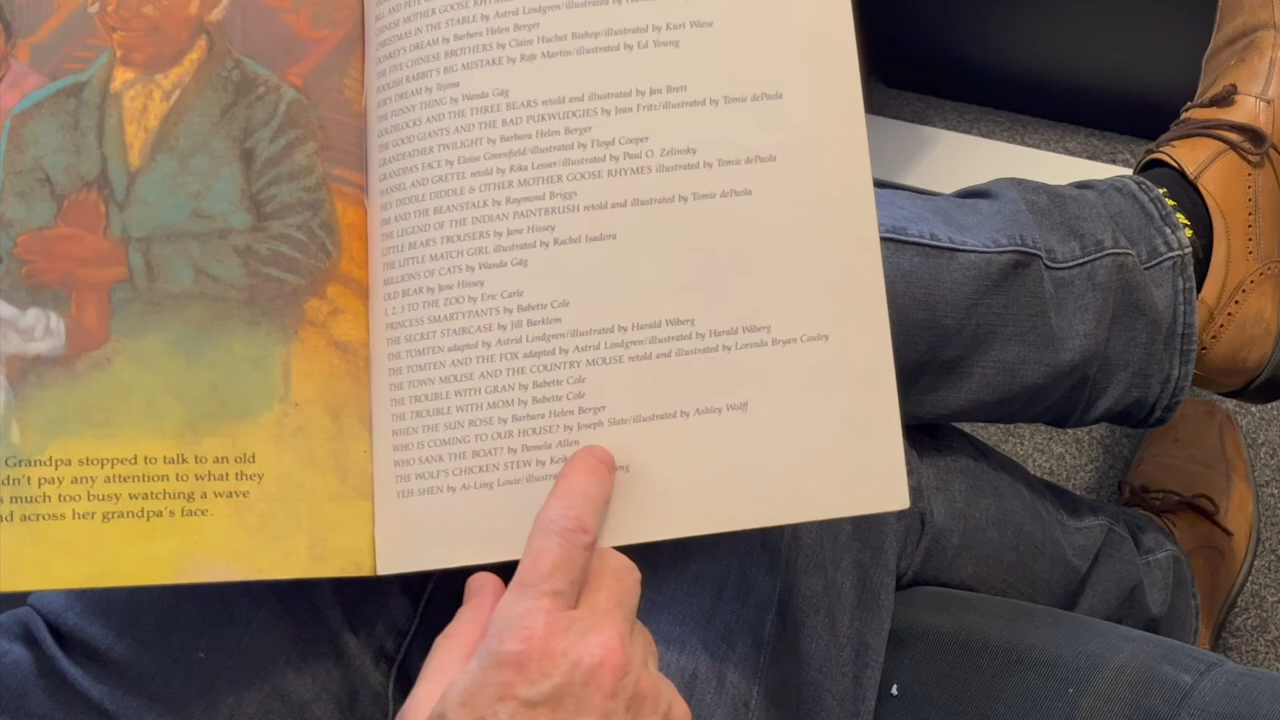 Grandpa stopped to talk to an old
dn't pay any attention to what they
s much too busy watching a wave
d across her grandpa's face.
CHRISTMAS IN THE STABLE by Astrid Lindgren/illustrated by
DONKEY'S DREAM by Barbara Helen Berger
THE FIVE CHINESE BROTHERS by Claire Huchet Bishop/illustrated by Kurt Wiese
FOOLISH RABBIT'S BIG MISTAKE by Rafe Martin/illustrated by Ed Young
DREAM by Tejima
THE FUNNY THING by Wanda Gág
GOLDILOCKS AND THE THREE BEARS retold and illustrated by Jan Brett
THE GOOD GIANTS AND THE BAD PUKWUDGIES by Jean Fritz/illustrated by Tomie dePaola
GRANDFATHER TWILIGHT by Barbara Helen Berger
GRANDPA'S FACE by Eloise Greenfield/illustrated by Floyd Cooper
HANSEL AND GRETEL retold by Rika Lesser/illustrated by Paul O. Zelinsky
HEY DIDDLE DIDDLE & OTHER MOTHER GOOSE RHYMES illustrated by Tomie dePaola
JIM AND THE BEANSTALK by Raymond Briggs
THE LEGEND OF THE INDIAN PAINTBRUSH retold and illustrated by Tomie dePaola
LITTLE BEAR'S TROUSERS by Jane Hissey
THE LITTLE MATCH GIRL illustrated by Rachel Isadora
MILLIONS OF CATS by Wanda Gág
OLD BEAR by Jane Hissey
1, 2, 3 TO THE ZOO by Eric Carle
PRINCESS SMARTYPANTS by Babette Cole
THE SECRET STAIRCASE by Jill Barklem
THE TOMTEN adapted by Astrid Lindgren/illustrated by Harald Wiberg
THE TOMTEN AND THE FOX adapted by Astrid Lindgren/illustrated by Harald Wiberg
THE TOWN MOUSE AND THE COUNTRY MOUSE retold and illustrated by Lorinda Bryan Cauley
THE TROUBLE WITH GRAN by Babette Cole
THE TROUBLE WITH MOM by Babette Cole
WHEN THE SUN ROSE by Barbara Helen Berger
WHO IS COMING TO OUR HOUSE? by Joseph Slate/illustrated by Ashley Wolff
WHO SANK THE BOAT? by Pamela Allen
THE WOLF'S CHICKEN STEW by
YEH-SHEN by Ai-Ling Louie/illustra ung